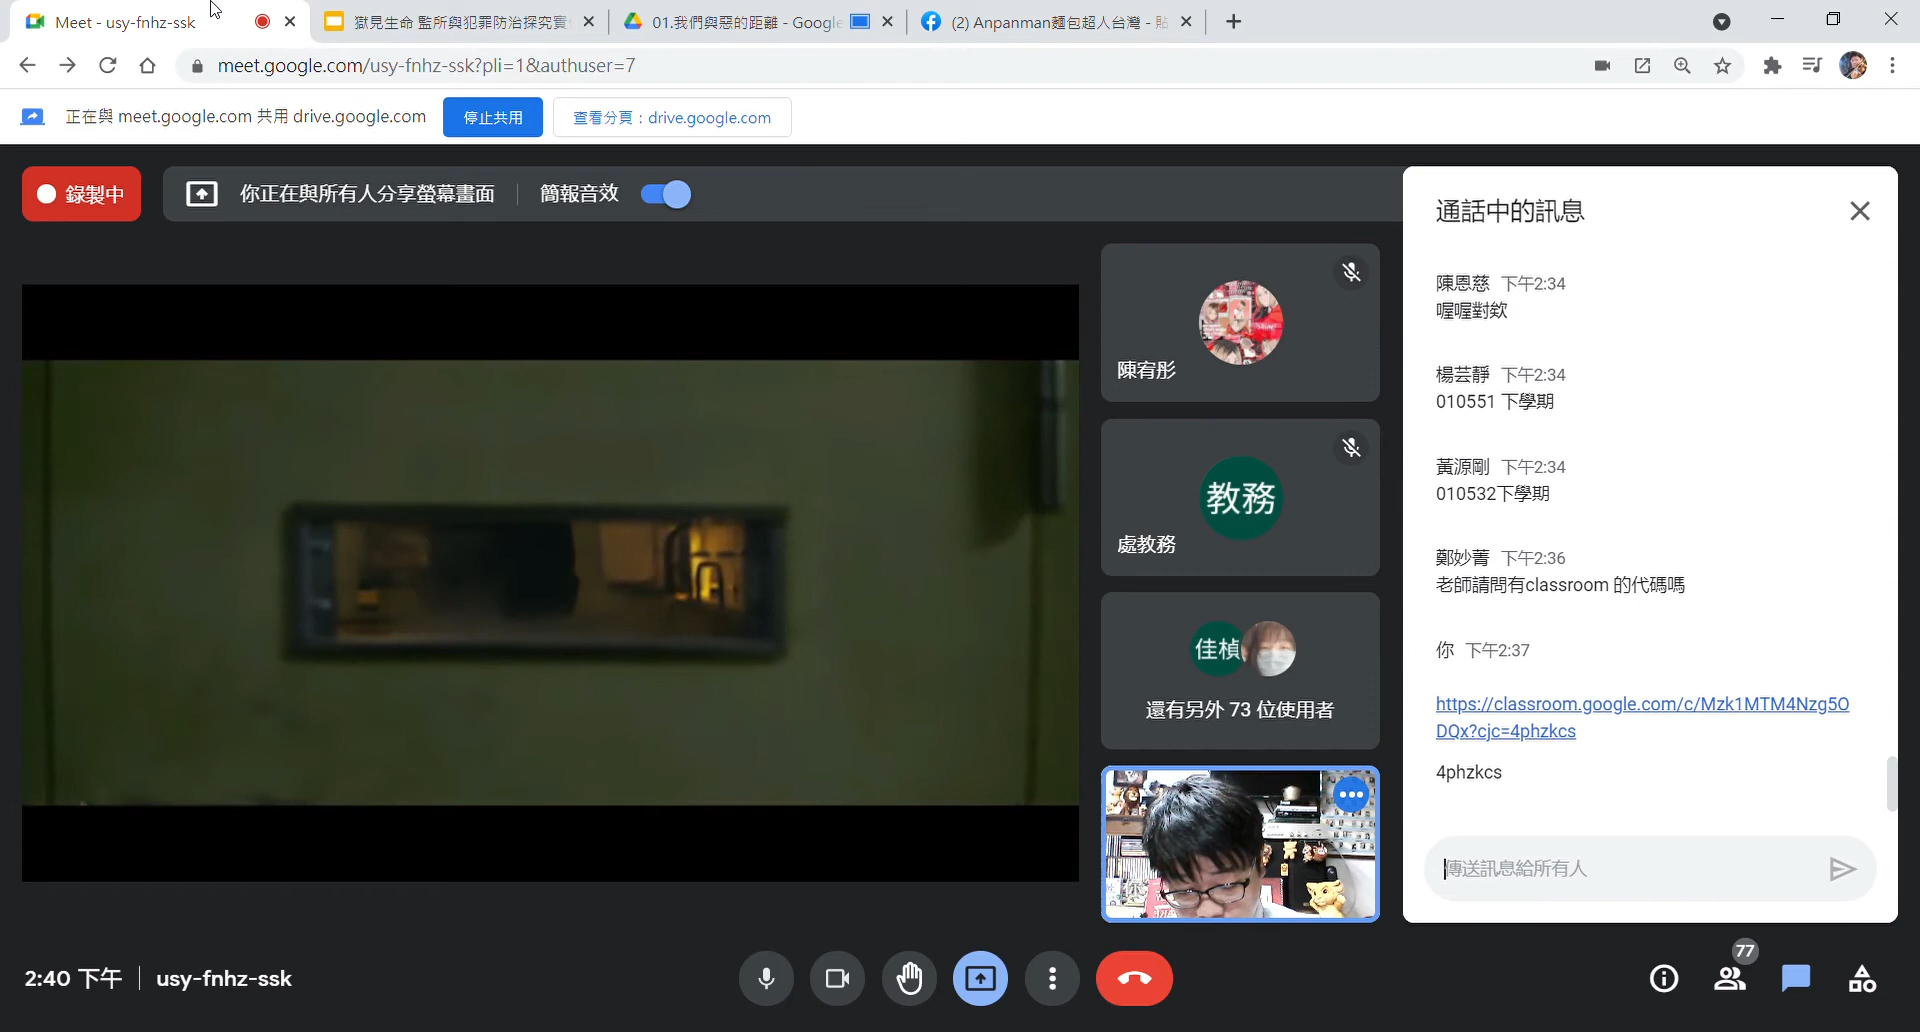 Meet - usy-fnhz-ssk
獄見生命 監所與犯罪防治探究實
01.我們與惡的距離 - Google
(2) Anpanman麵包超人台灣 - 貼
meet.google.com/usy-fnhz-ssk?pli=1&authuser=7
正在與 meet.google.com 共用 drive.google.com
停止共用
查看分頁：drive.google.com
錄製中
你正在與所有人分享螢幕畫面
簡報音效
陳宥彤
教務
處教務
佳楨
還有另外 73 位使用者
通話中的訊息
陳恩慈 下午2:34
喔喔對欸
楊芸靜 下午2:34
010551 下學期
黃源剛 下午2:34
010532下學期
鄭妙菁 下午2:36
老師請問有classroom 的代碼嗎
你 下午2:37
https://classroom.google.com/c/Mzk1MTM4Nzg5O
DQx?cjc=4phzkcs
4phzkcs
傳送訊息給所有人
2:40 下午
usy-fnhz-ssk
77